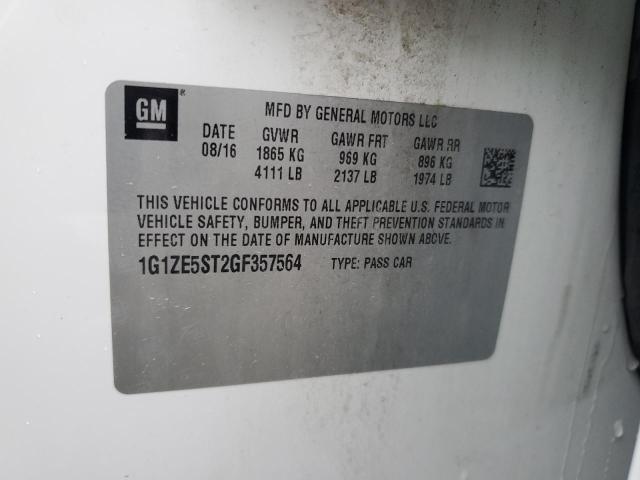 GM®
MFD BY GENERAL MOTORS LLC
DATE GVWR GAWR FRT GAWR RR
08/16 1865 KG 969 KG 896 KG
4111 LB 2137 LB 1974 LB
THIS VEHICLE CONFORMS TO ALL APPLICABLE U.S. FEDERAL MOTOR
VEHICLE SAFETY, BUMPER, AND THEFT PREVENTION STANDARDS IN
EFFECT ON THE DATE OF MANUFACTURE SHOWN ABOVE.
1G1ZE5ST2GF357564 TYPE: PASS CAR